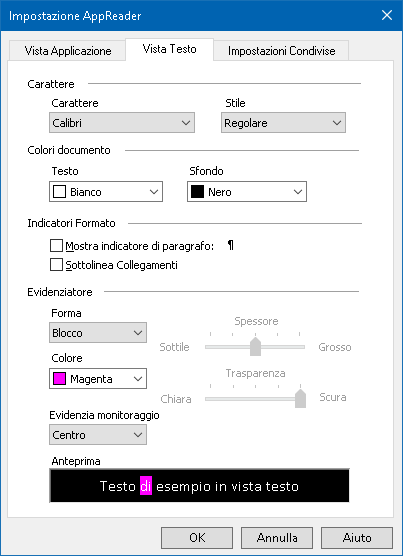 Impostazione AppReader
Vista Applicazione Vista Testo Impostazioni Condivise
Carattere
Carattere Stile
Calibri Regolare
Colori documento
Testo Sfondo
Bianco Nero
Indicatori Formato
Mostra indicatore di paragrafo: ¶
Sottolinea Collegamenti
Evidenziatore
Forma
Blocco
Spessore
Sottile Grosso
Colore
Magenta
Trasparenza
Chiara Scura
Evidenzia monitoraggio
Centro
Anteprima
Testo di esempio in vista testo
OK Annulla Aiuto